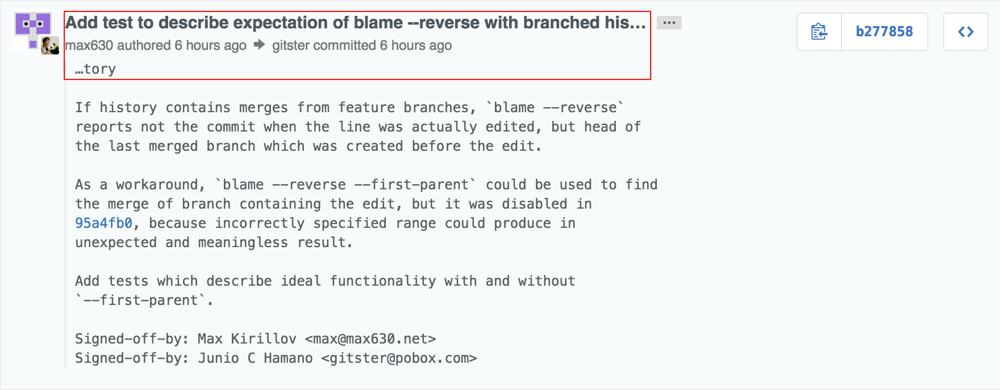 Add test to describe expectation of blame --reverse with branched his…
...
b277858
<>
max630 authored 6 hours ago ➔ gitster committed 6 hours ago
…tory
If history contains merges from feature branches, `blame --reverse`
reports not the commit when the line was actually edited, but head of
the last merged branch which was created before the edit.
As a workaround, `blame --reverse --first-parent` could be used to find
the merge of branch containing the edit, but it was disabled in
95a4fb0, because incorrectly specified range could produce in
unexpected and meaningless result.
Add tests which describe ideal functionality with and without
`--first-parent`.
Signed-off-by: Max Kirillov <max@max630.net>
Signed-off-by: Junio C Hamano <gitster@pobox.com>